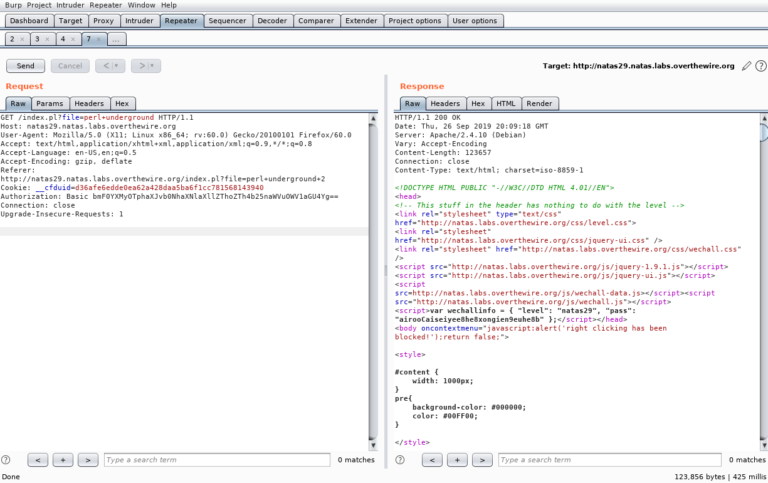 Burp Project Intruder Repeater Window Help
Dashboard Target Proxy Intruder Repeater Sequencer Decoder Comparer Extender Project options User options
2 × 3 × 4 × 7 × ...
Send Cancel < | ▾ > | ▾ Target: http://natas29.natas.labs.overthewire.org
Request
Raw Params Headers Hex
GET /index.pl?file=perl+underground HTTP/1.1
Host: natas29.natas.labs.overthewire.org
User-Agent: Mozilla/5.0 (X11; Linux x86_64; rv:60.0) Gecko/20100101 Firefox/60.0
Accept: text/html,application/xhtml+xml,application/xml;q=0.9,*/*;q=0.8
Accept-Language: en-US,en;q=0.5
Accept-Encoding: gzip, deflate
Referer:
http://natas29.natas.labs.overthewire.org/index.pl?file=perl+underground+2
Cookie: __cfduid=d36afe6edde0ea62a428daa5ba6f1cc781568143940
Authorization: Basic bmF0YXMyOTphaXJvb0NhaXNlaXllZThoZTh4b25naWVuOWV1aGU4Yg==
Connection: close
Upgrade-Insecure-Requests: 1
? < + > Type a search term 0 matches
Response
Raw Headers Hex HTML Render
HTTP/1.1 200 OK
Date: Thu, 26 Sep 2019 20:09:18 GMT
Server: Apache/2.4.10 (Debian)
Vary: Accept-Encoding
Content-Length: 123657
Connection: close
Content-Type: text/html; charset=iso-8859-1
<!DOCTYPE HTML PUBLIC "-//W3C//DTD HTML 4.01//EN">
<head>
<!-- This stuff in the header has nothing to do with the level -->
<link rel="stylesheet" type="text/css"
href="http://natas.labs.overthewire.org/css/level.css">
<link rel="stylesheet"
href="http://natas.labs.overthewire.org/css/jquery-ui.css" />
<link rel="stylesheet" href="http://natas.labs.overthewire.org/css/wechall.css"
/>
<script src="http://natas.labs.overthewire.org/js/jquery-1.9.1.js"></script>
<script src="http://natas.labs.overthewire.org/js/jquery-ui.js"></script>
<script
src=http://natas.labs.overthewire.org/js/wechall-data.js></script><script
src="http://natas.labs.overthewire.org/js/wechall.js"></script>
<script>var wechallinfo = { "level": "natas29", "pass":
"airooCaiseiyee8he8xongien9euhe8b" };</script></head>
<body oncontextmenu="javascript:alert('right clicking has been
blocked!');return false;">
<style>
#content {
width: 1000px;
}
pre{
background-color: #000000;
color: #00FF00;
}
</style>
? < + > Type a search term 0 matches
Done 123,856 bytes | 425 millis